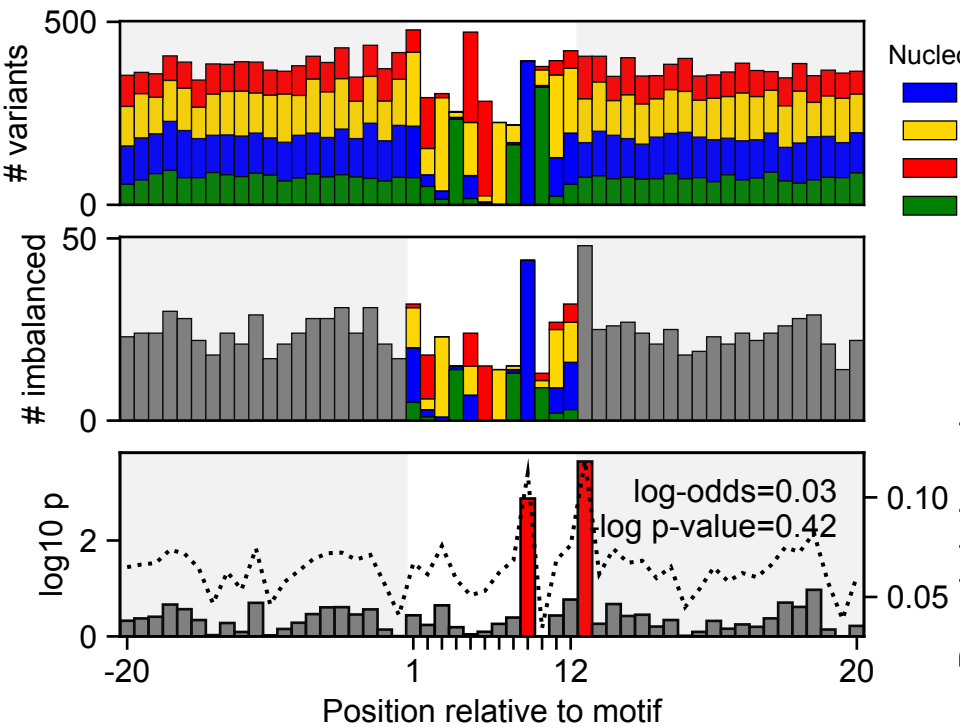 # variants
500
0
Nucleo
# imbalanced
50
0
log10 p
2
0
log-odds=0.03
-log p-value=0.42
0.10
0.05
-20
1
12
20
Position relative to motif